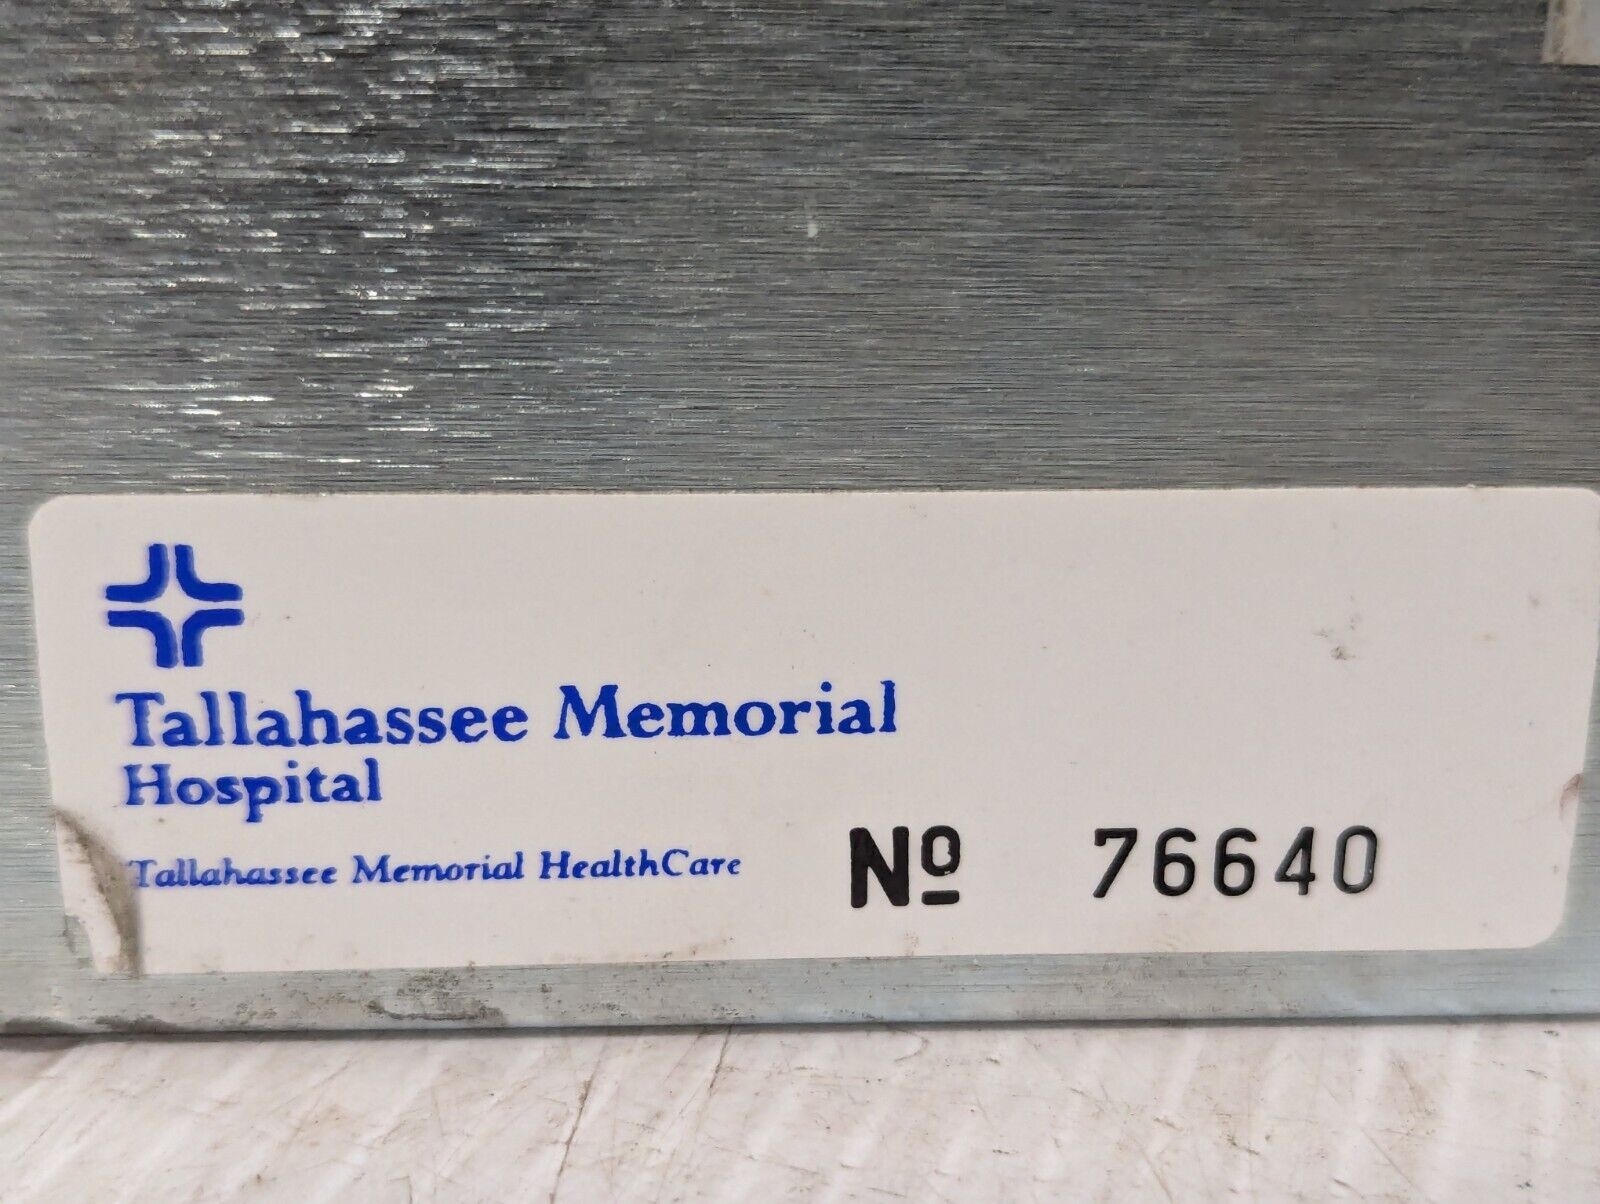 Tallahassee Memorial
Hospital
Tallahassee Memorial HealthCare
Nº 76640